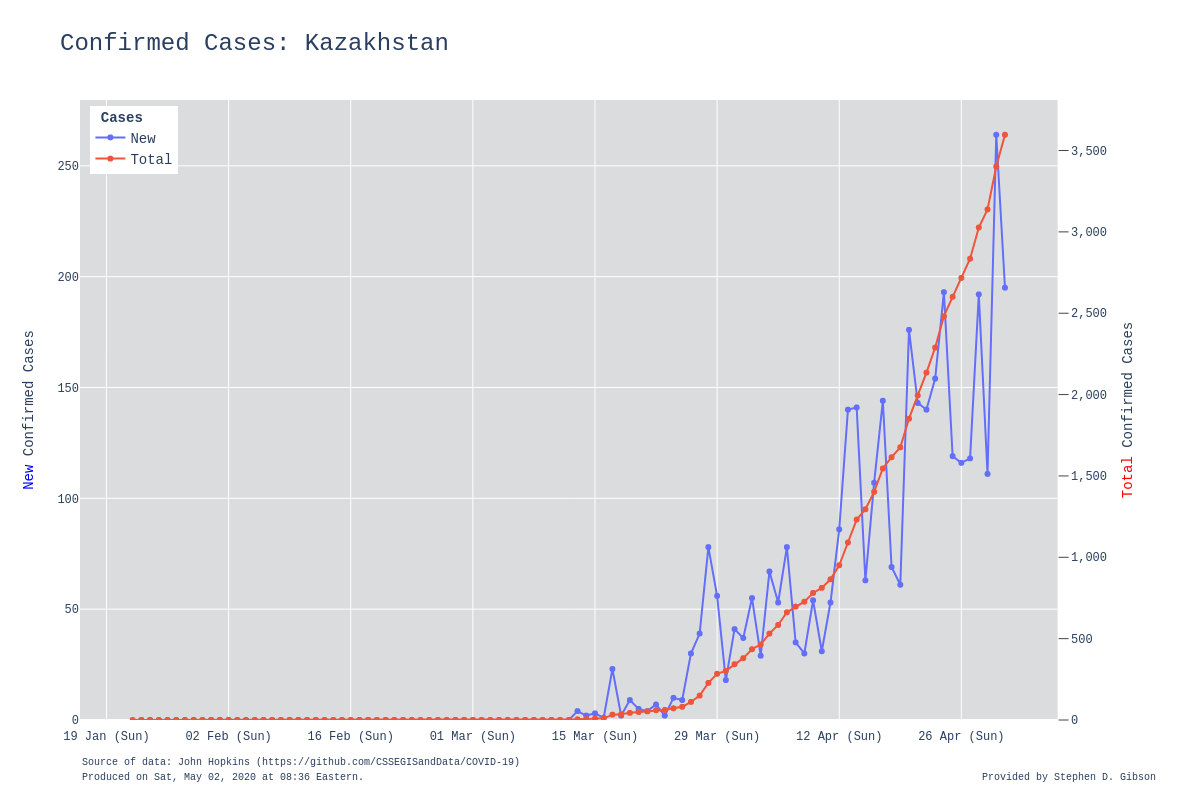 Confirmed Cases: Kazakhstan
Cases
New
Total
250
200
150
100
50
0
3,500
3,000
2,500
2,000
1,500
1,000
500
0
New Confirmed Cases
Total Confirmed Cases
19 Jan (Sun) 02 Feb (Sun) 16 Feb (Sun) 01 Mar (Sun) 15 Mar (Sun) 29 Mar (Sun) 12 Apr (Sun) 26 Apr (Sun)
Source of data: John Hopkins (https://github.com/CSSEGISandData/COVID-19)
Produced on Sat, May 02, 2020 at 08:36 Eastern.
Provided by Stephen D. Gibson